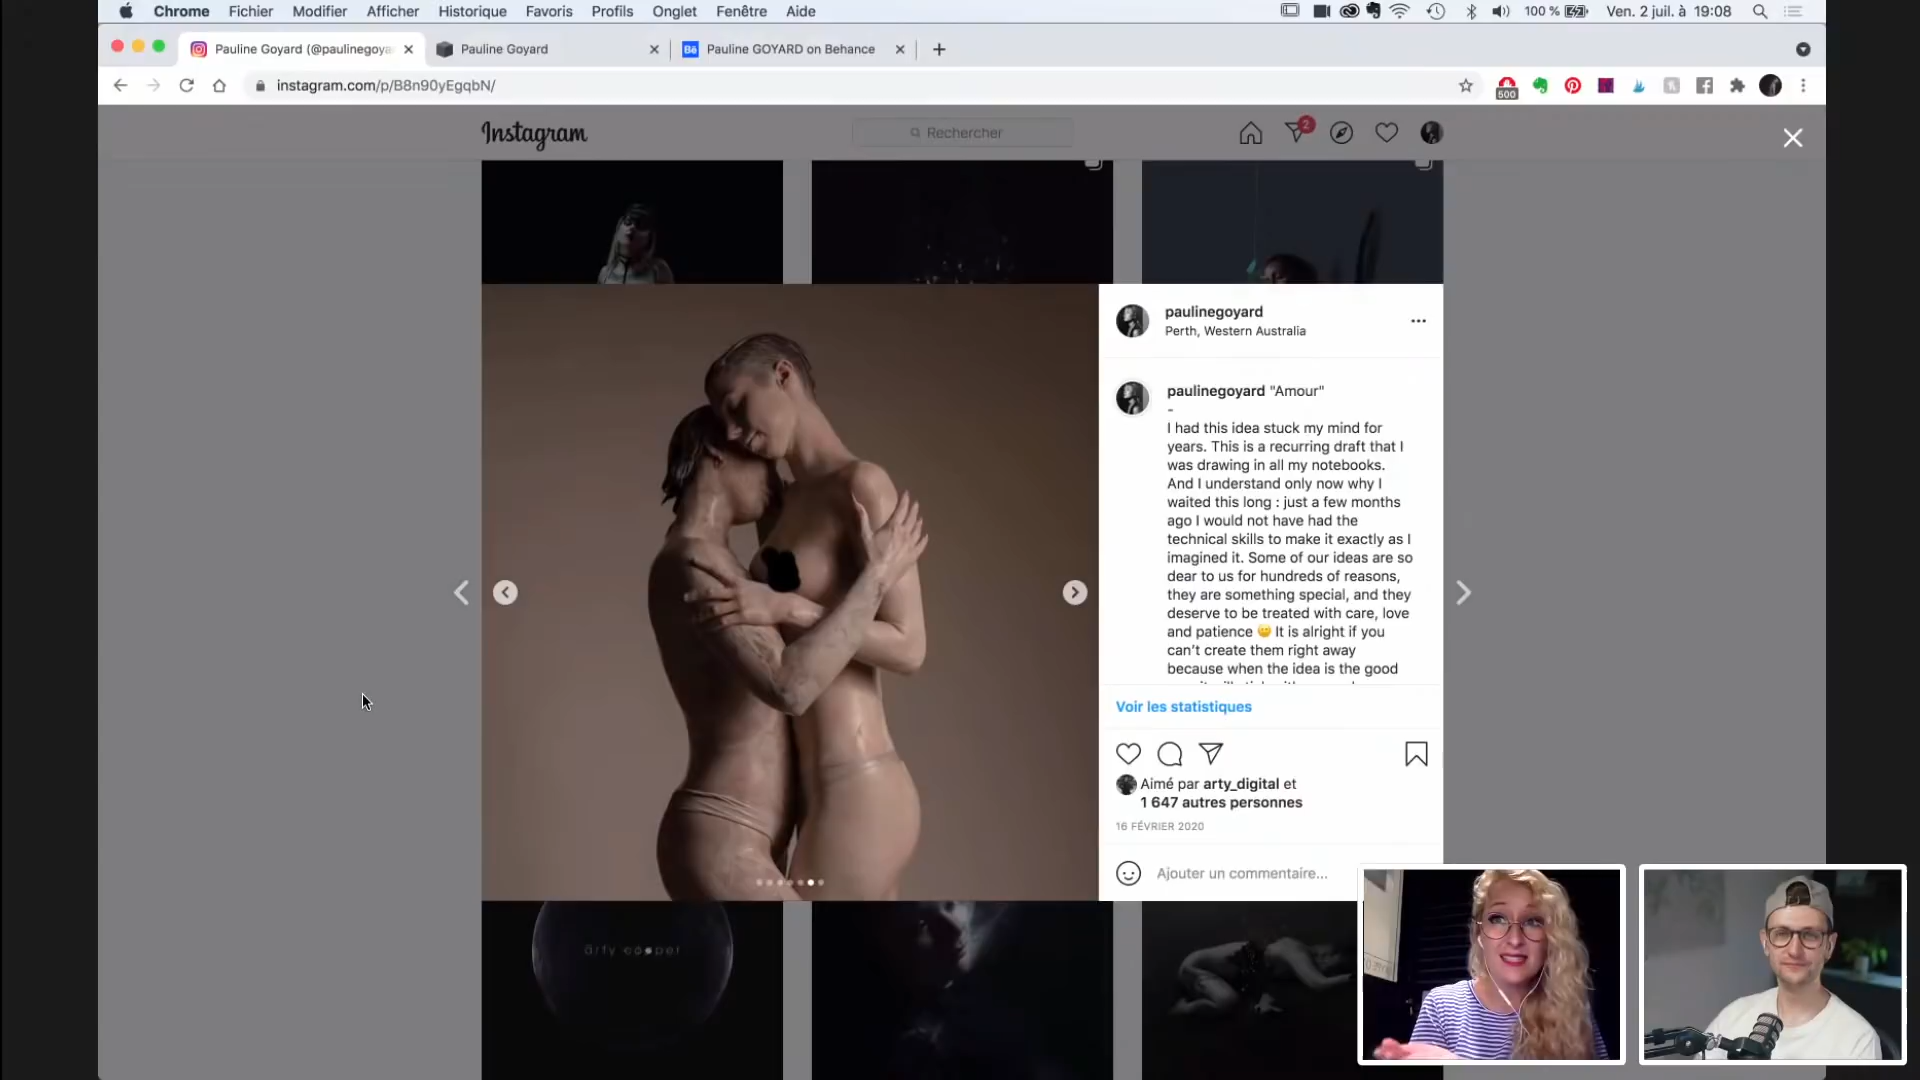 Chrome Fichier Modifier Afficher Historique Favoris Profils Onglet Fenêtre Aide 100 % Ven. 2 juil. à 19:08
Pauline Goyard (@paulinegoya
Pauline Goyard
Bē Pauline GOYARD on Behance
instagram.com/p/B8n90yEgqbN/
500
Instagram
Rechercher
2
paulinegoyard
Perth, Western Australia
paulinegoyard "Amour"
-
I had this idea stuck my mind for
years. This is a recurring draft that I
was drawing in all my notebooks.
And I understand only now why I
waited this long : just a few months
ago I would not have had the
technical skills to make it exactly as I
imagined it. Some of our ideas are so
dear to us for hundreds of reasons,
they are something special, and they
deserve to be treated with care, love
and patience 😊 It is alright if you
can't create them right away
because when the idea is the good
Voir les statistiques
Aimé par arty_digital et
1 647 autres personnes
16 FÉVRIER 2020
Ajouter un commentaire...
arty cooper